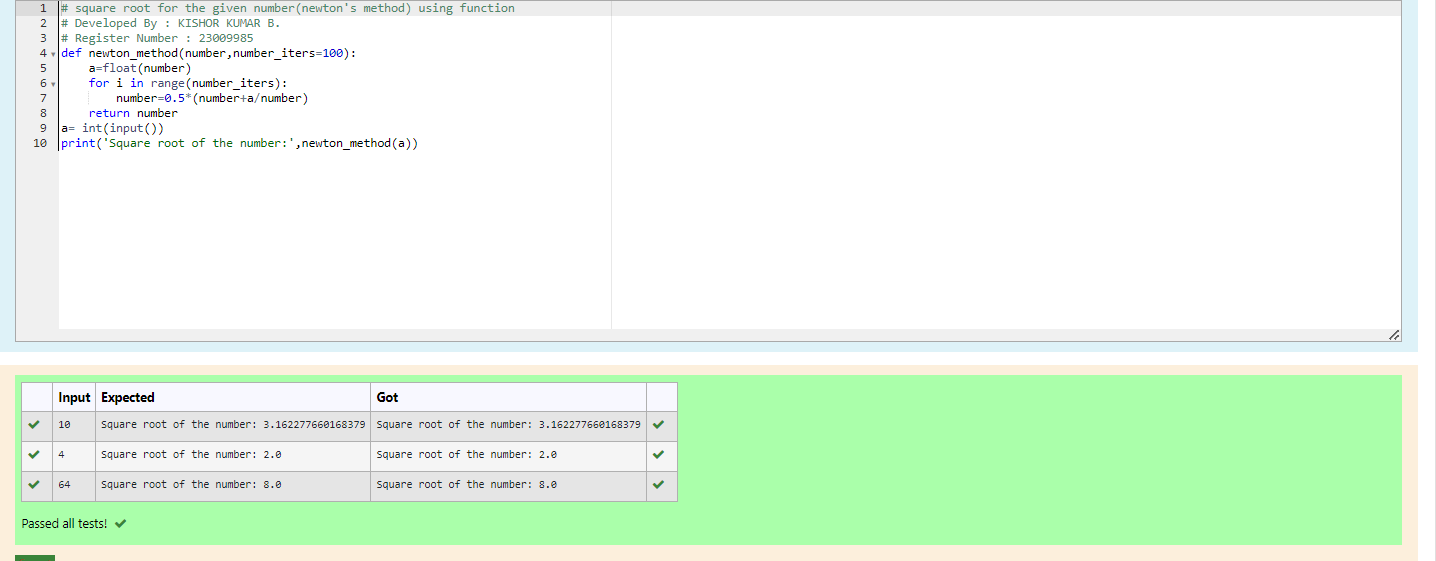 1 # square root for the given number(newton's method) using function
2 # Developed By : KISHOR KUMAR B.
3 # Register Number : 23009985
4 def newton_method(number,number_iters=100):
5     a=float(number)
6     for i in range(number_iters):
7         number=0.5*(number+a/number)
8     return number
9 a= int(input())
10 print('Square root of the number:',newton_method(a))
Input Expected Got
10 Square root of the number: 3.162277660168379 Square root of the number: 3.162277660168379
4 Square root of the number: 2.0 Square root of the number: 2.0
64 Square root of the number: 8.0 Square root of the number: 8.0
Passed all tests!